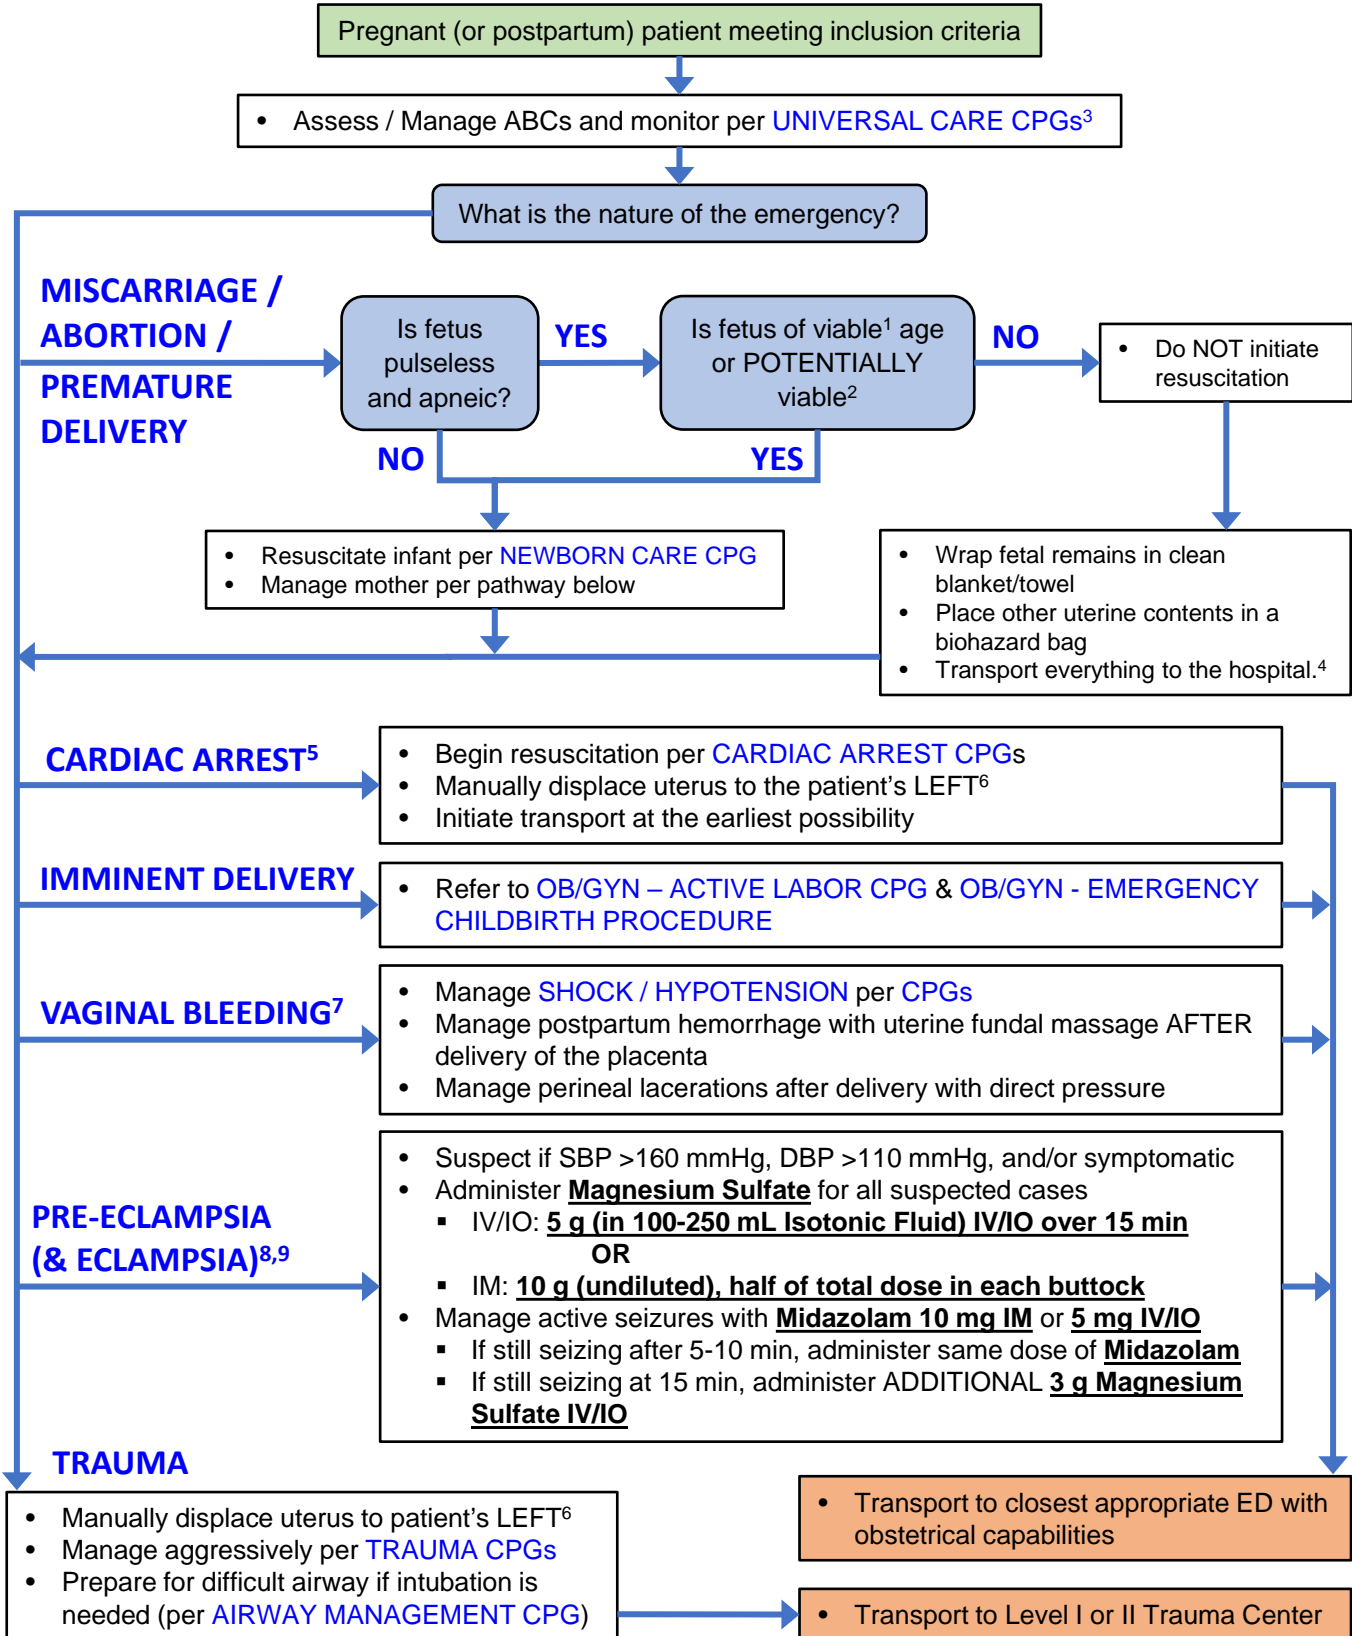 Pregnant (or postpartum) patient meeting inclusion criteria
• Assess / Manage ABCs and monitor per UNIVERSAL CARE CPGs³
What is the nature of the emergency?
MISCARRIAGE /
ABORTION /
PREMATURE
DELIVERY
Is fetus
pulseless
and apneic?
YES
Is fetus of viable¹ age
or POTENTIALLY
viable²
NO
• Do NOT initiate
resuscitation
NO
YES
• Resuscitate infant per NEWBORN CARE CPG
• Manage mother per pathway below
• Wrap fetal remains in clean
blanket/towel
• Place other uterine contents in a
biohazard bag
• Transport everything to the hospital.⁴
CARDIAC ARREST⁵
• Begin resuscitation per CARDIAC ARREST CPGs
• Manually displace uterus to the patient's LEFT⁶
• Initiate transport at the earliest possibility
IMMINENT DELIVERY
• Refer to OB/GYN – ACTIVE LABOR CPG & OB/GYN - EMERGENCY
CHILDBIRTH PROCEDURE
VAGINAL BLEEDING⁷
• Manage SHOCK / HYPOTENSION per CPGs
• Manage postpartum hemorrhage with uterine fundal massage AFTER
delivery of the placenta
• Manage perineal lacerations after delivery with direct pressure
PRE-ECLAMPSIA
(& ECLAMPSIA)⁸,⁹
• Suspect if SBP >160 mmHg, DBP >110 mmHg, and/or symptomatic
• Administer Magnesium Sulfate for all suspected cases
▪ IV/IO: 5 g (in 100-250 mL Isotonic Fluid) IV/IO over 15 min
OR
▪ IM: 10 g (undiluted), half of total dose in each buttock
• Manage active seizures with Midazolam 10 mg IM or 5 mg IV/IO
▪ If still seizing after 5-10 min, administer same dose of Midazolam
▪ If still seizing at 15 min, administer ADDITIONAL 3 g Magnesium
Sulfate IV/IO
TRAUMA
• Manually displace uterus to patient's LEFT⁶
• Manage aggressively per TRAUMA CPGs
• Prepare for difficult airway if intubation is
needed (per AIRWAY MANAGEMENT CPG)
• Transport to closest appropriate ED with
obstetrical capabilities
• Transport to Level I or II Trauma Center